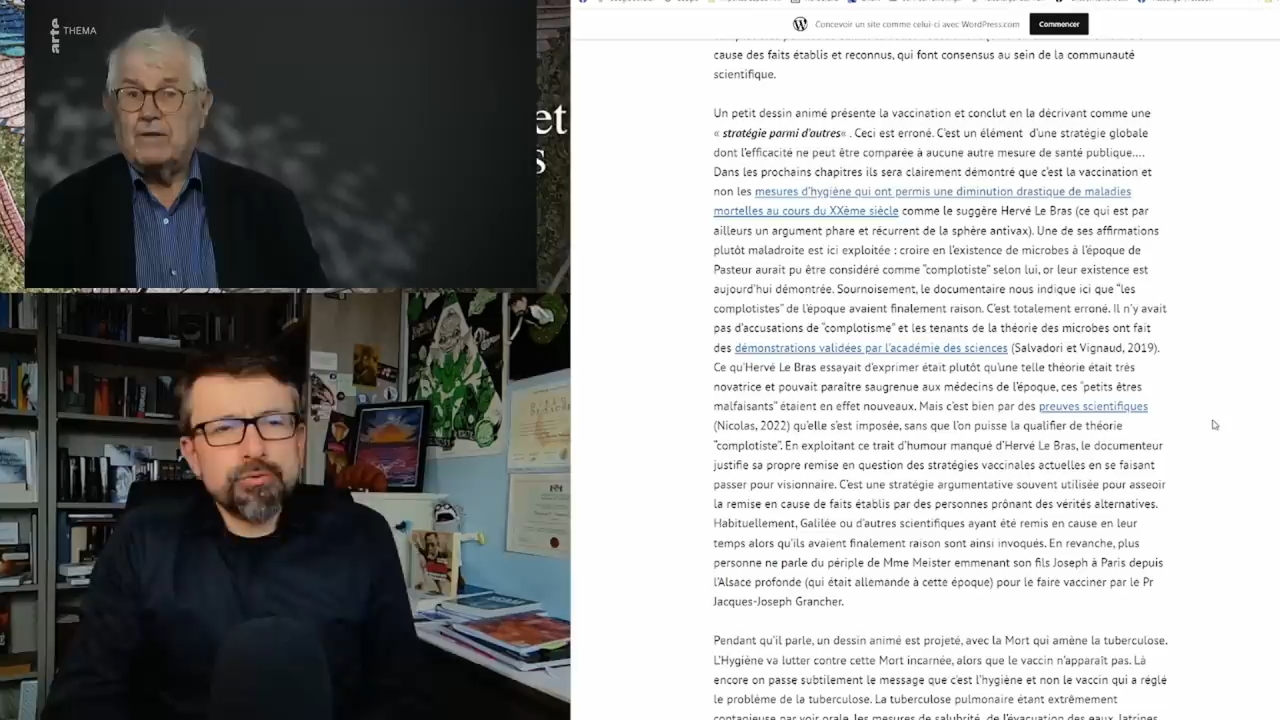 arte THEMA
et
s
Concevoir un site comme celui-ci avec WordPress.com
Commencer
cause des faits établis et reconnus, qui font consensus au sein de la communauté
scientifique.
Un petit dessin animé présente la vaccination et conclut en la décrivant comme une
« stratégie parmi d'autres« . Ceci est erroné. C'est un élément d'une stratégie globale
dont l'efficacité ne peut être comparée à aucune autre mesure de santé publique....
Dans les prochains chapitres ils sera clairement démontré que c'est la vaccination et
non les mesures d'hygiène qui ont permis une diminution drastique de maladies
mortelles au cours du XXème siècle comme le suggère Hervé Le Bras (ce qui est par
ailleurs un argument phare et récurrent de la sphère antivax). Une de ses affirmations
plutôt maladroite est ici exploitée : croire en l'existence de microbes à l'époque de
Pasteur aurait pu être considéré comme "complotiste" selon lui, or leur existence est
aujourd'hui démontrée. Sournoisement, le documentaire nous indique ici que "les
complotistes" de l'époque avaient finalement raison. C'est totalement erroné. Il n'y avait
pas d'accusations de "complotisme" et les tenants de la théorie des microbes ont fait
des démonstrations validées par l'académie des sciences (Salvadori et Vignaud, 2019).
Ce qu'Hervé Le Bras essayait d'exprimer était plutôt qu'une telle théorie était très
novatrice et pouvait paraître saugrenue aux médecins de l'époque, ces "petits êtres
malfaisants" étaient en effet nouveaux. Mais c'est bien par des preuves scientifiques
(Nicolas, 2022) qu'elle s'est imposée, sans que l'on puisse la qualifier de théorie
"complotiste". En exploitant ce trait d'humour manqué d'Hervé Le Bras, le documenteur
justifie sa propre remise en question des stratégies vaccinales actuelles en se faisant
passer pour visionnaire. C'est une stratégie argumentative souvent utilisée pour asseoir
la remise en cause de faits établis par des personnes prônant des vérités alternatives.
Habituellement, Galilée ou d'autres scientifiques ayant été remis en cause en leur
temps alors qu'ils avaient finalement raison sont ainsi invoqués. En revanche, plus
personne ne parle du périple de Mme Meister emmenant son fils Joseph à Paris depuis
l'Alsace profonde (qui était allemande à cette époque) pour le faire vacciner par le Pr
Jacques-Joseph Grancher.
Pendant qu'il parle, un dessin animé est projeté, avec la Mort qui amène la tuberculose.
L'Hygiène va lutter contre cette Mort incarnée, alors que le vaccin n'apparaît pas. Là
encore on passe subtilement le message que c'est l'hygiène et non le vaccin qui a réglé
le problème de la tuberculose. La tuberculose pulmonaire étant extrêmement
contagieuse par voir orale, les mesures de salubrité, de l'évacuation des eaux, latrines